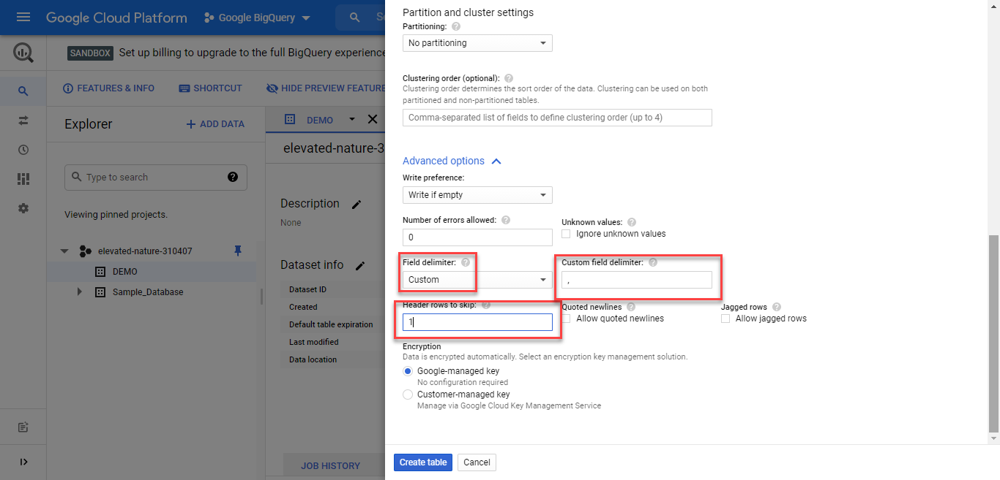 Google Cloud Platform
Google BigQuery
SANDBOX Set up billing to upgrade to the full BigQuery experience
FEATURES & INFO
SHORTCUT
HIDE PREVIEW FEATURE
Explorer
+ ADD DATA
DEMO
elevated-nature-3
Type to search
Viewing pinned projects.
elevated-nature-310407
DEMO
Sample_Database
Description
None
Dataset info
Dataset ID
Created
Default table expiration
Last modified
Data location
JOB HISTORY
Partition and cluster settings
Partitioning:
No partitioning
Clustering order (optional):
Clustering order determines the sort order of the data. Clustering can be used on both
partitioned and non-partitioned tables.
Comma-separated list of fields to define clustering order (up to 4)
Advanced options
Write preference:
Write if empty
Number of errors allowed:
0
Unknown values:
Ignore unknown values
Field delimiter:
Custom
Custom field delimiter:
,
Header rows to skip:
1
Quoted newlines
Allow quoted newlines
Jagged rows
Allow jagged rows
Encryption
Data is encrypted automatically. Select an encryption key management solution.
Google-managed key
No configuration required
Customer-managed key
Manage via Google Cloud Key Management Service
Create table
Cancel